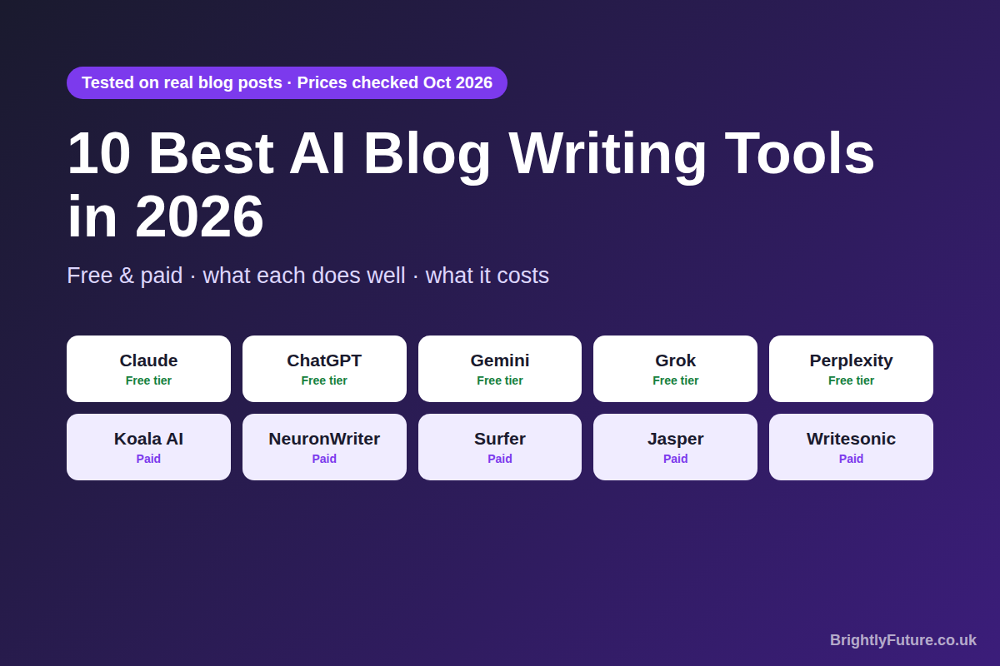 Tested on real blog posts · Prices checked Oct 2026
10 Best AI Blog Writing Tools
in 2026
Free & paid · what each does well · what it costs
Claude
Free tier
ChatGPT
Free tier
Gemini
Free tier
Grok
Free tier
Perplexity
Free tier
Koala AI
Paid
NeuronWriter
Paid
Surfer
Paid
Jasper
Paid
Writesonic
Paid
BrightlyFuture.co.uk